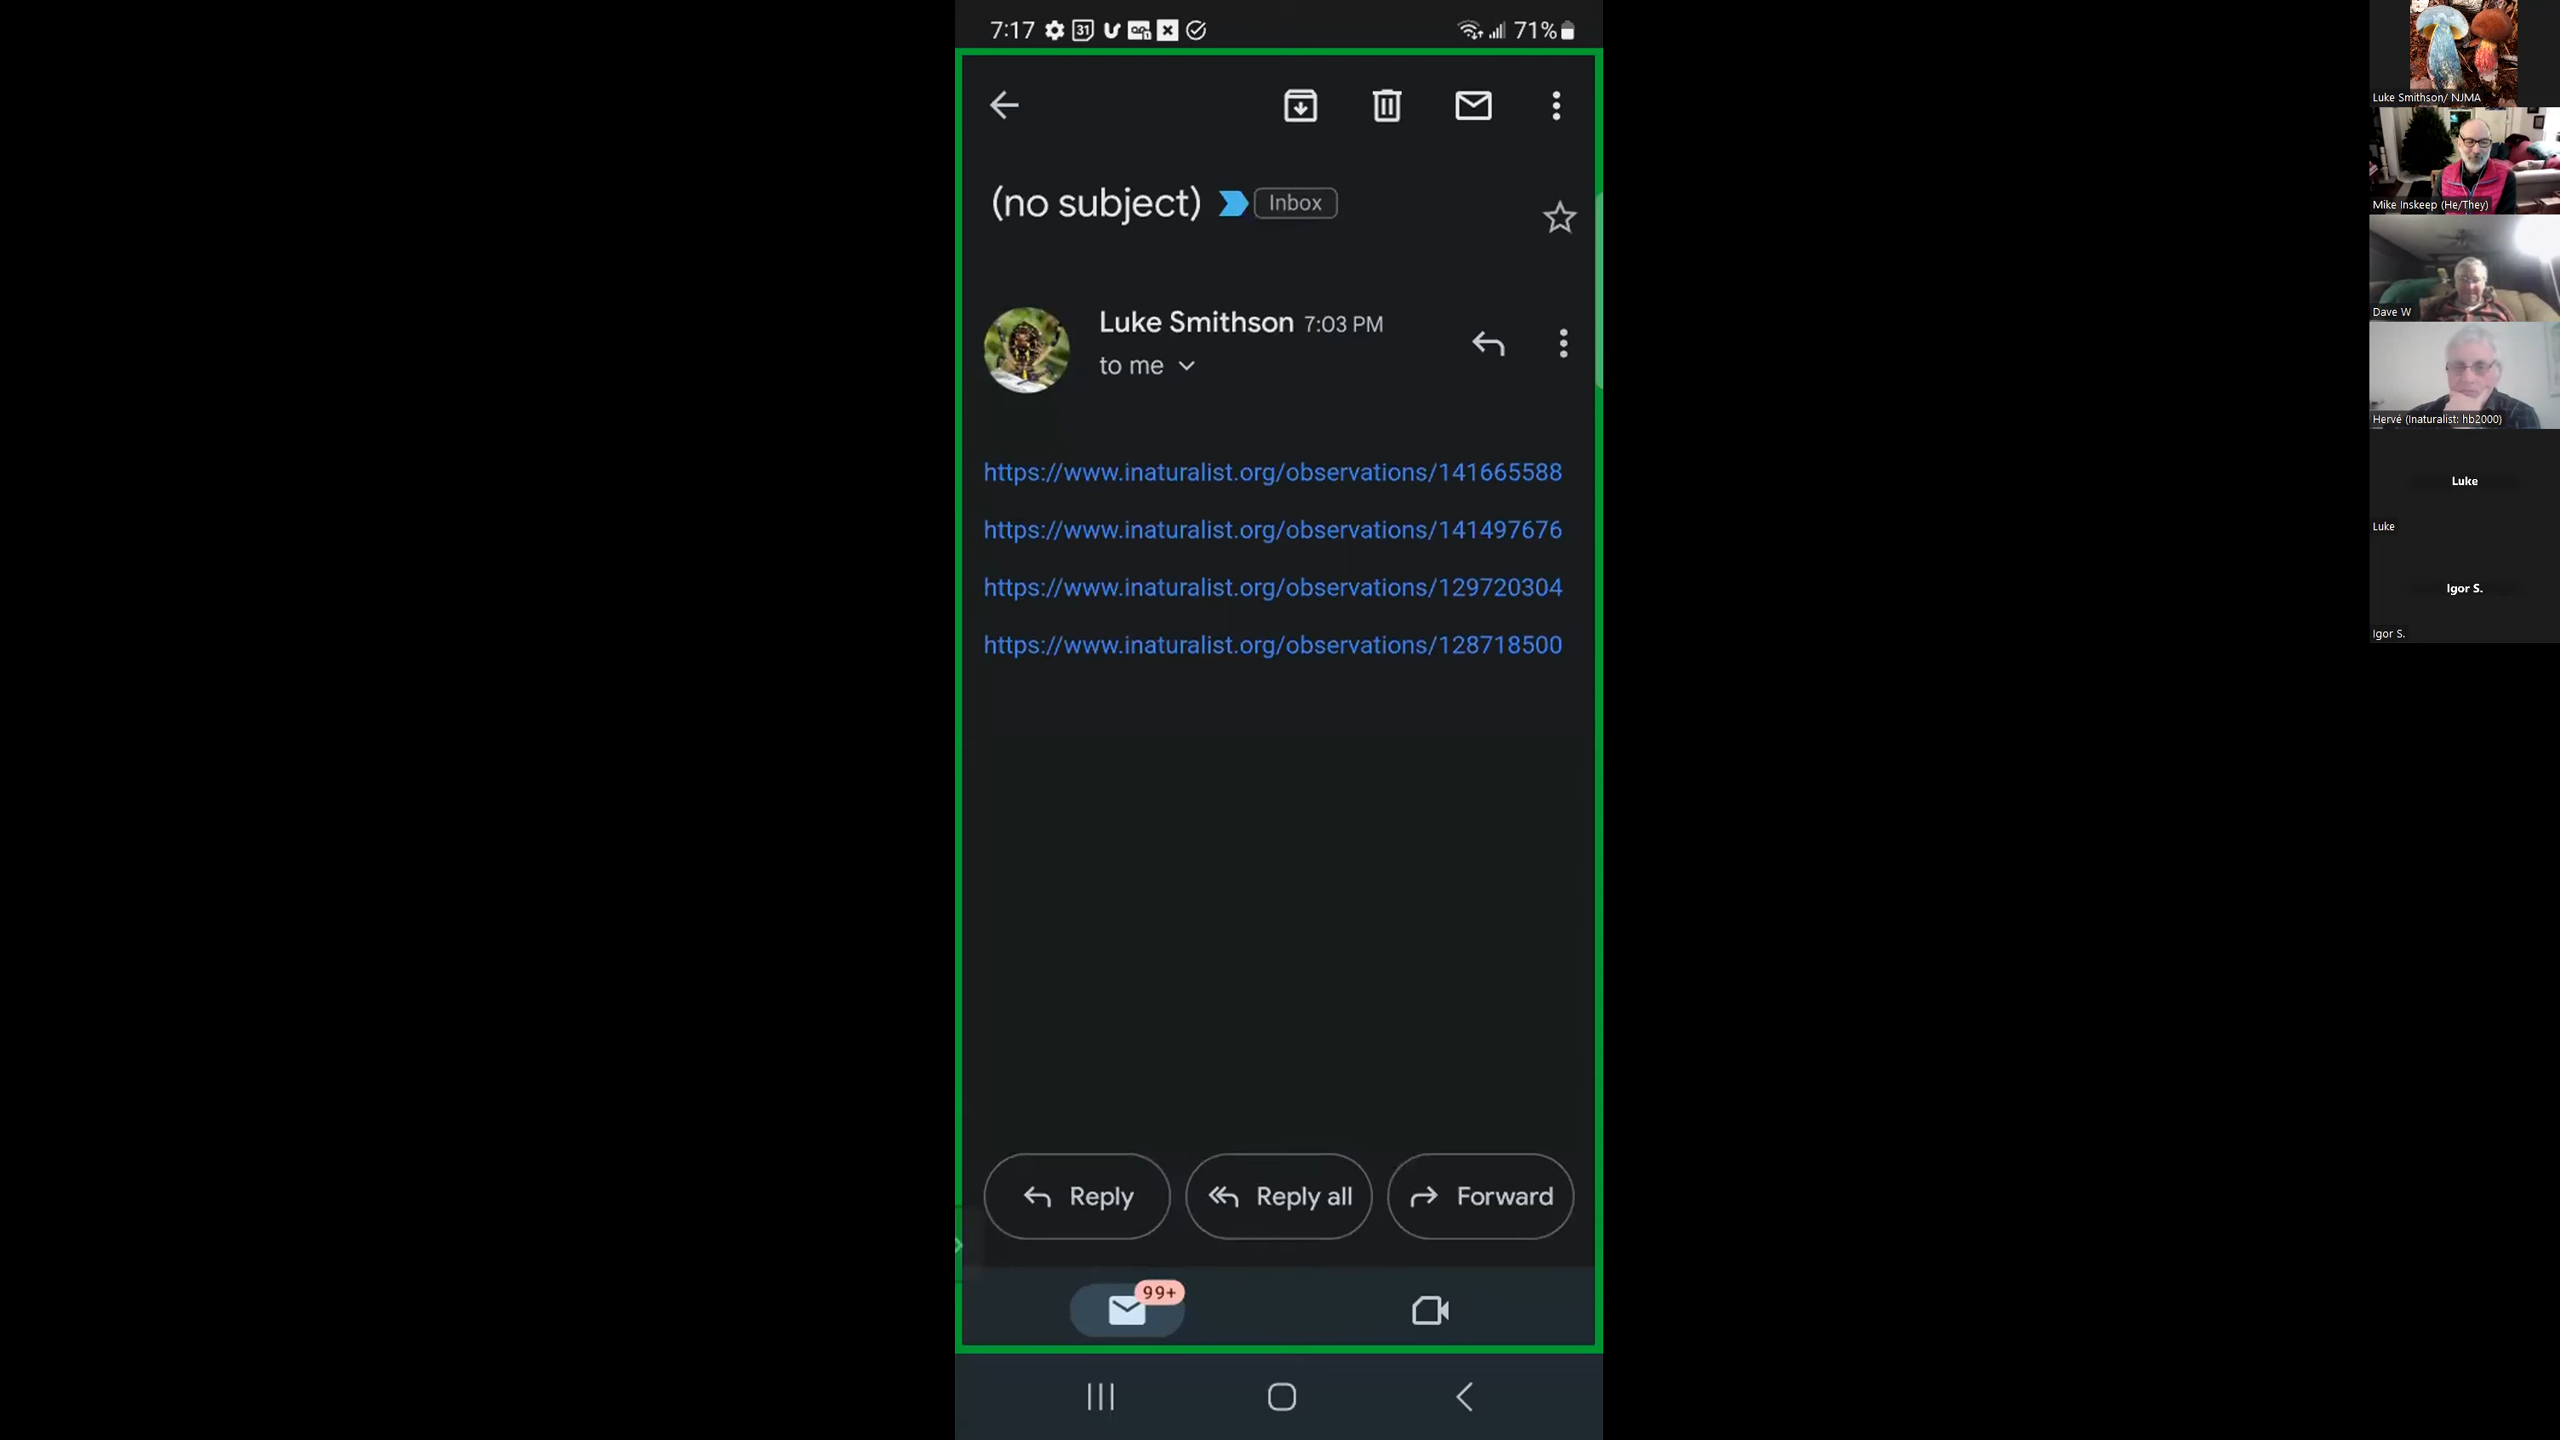 7:17 31 71%
(no subject) Inbox
Luke Smithson 7:03 PM
to me
https://www.inaturalist.org/observations/141665588
https://www.inaturalist.org/observations/141497676
https://www.inaturalist.org/observations/129720304
https://www.inaturalist.org/observations/128718500
Reply Reply all Forward
99+
Luke Smithson/ NJMA
Mike Inskeep (He/They)
Dave W
Hervé (Inaturalist: hb2000)
Luke
Luke
Igor S.
Igor S.